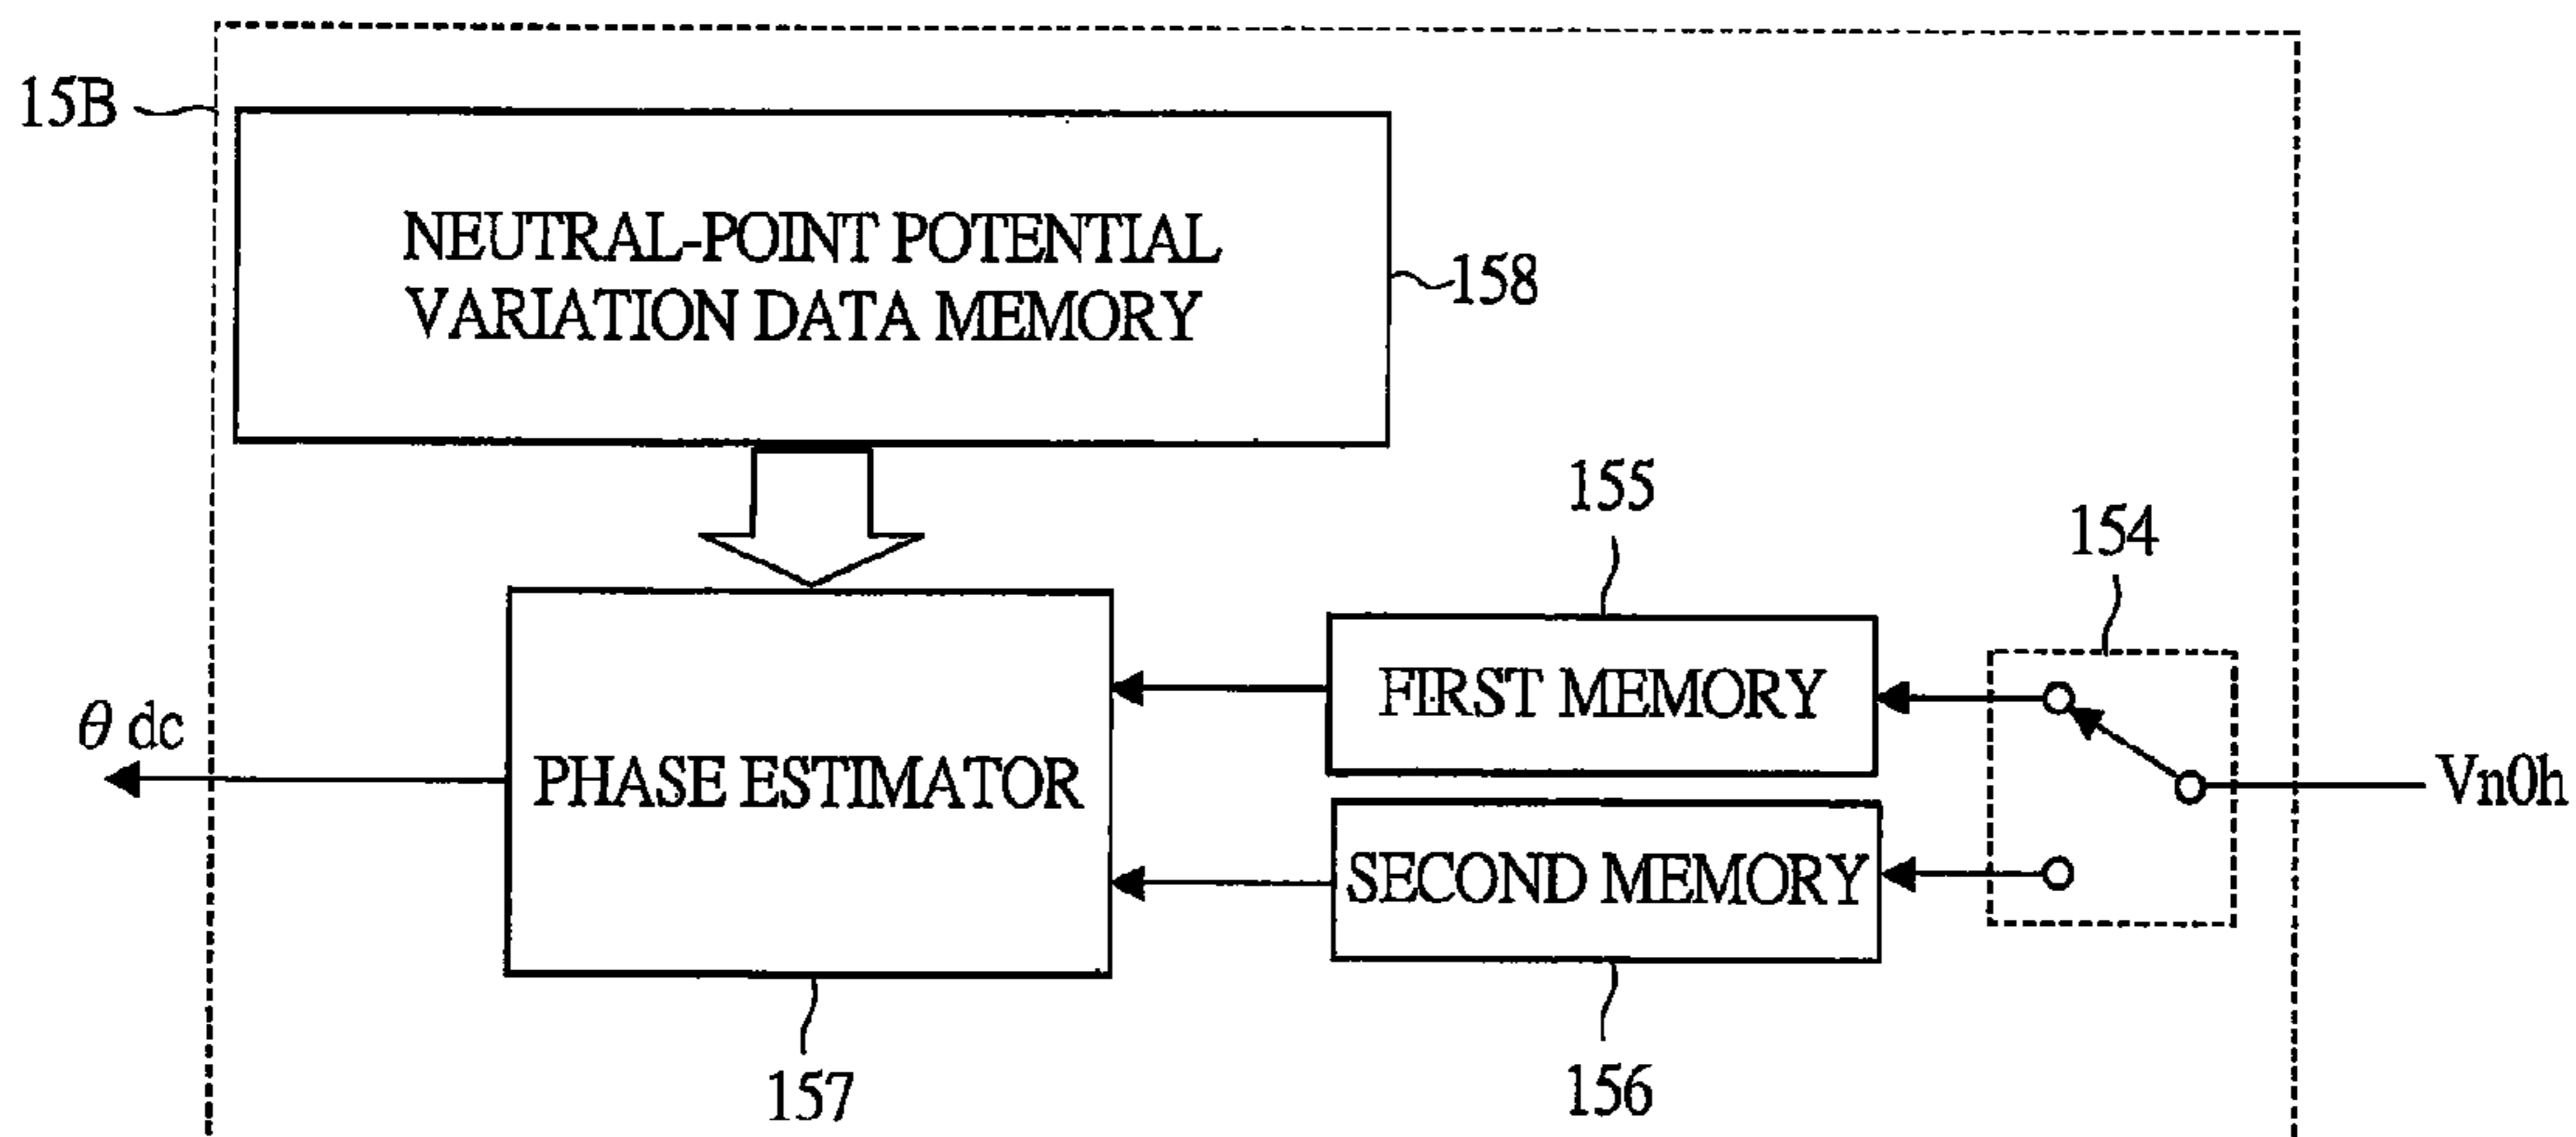 15B
NEUTRAL-POINT POTENTIAL
VARIATION DATA MEMORY
158
155
154
FIRST MEMORY
θ dc
PHASE ESTIMATOR
Vn0h
SECOND MEMORY
157
156